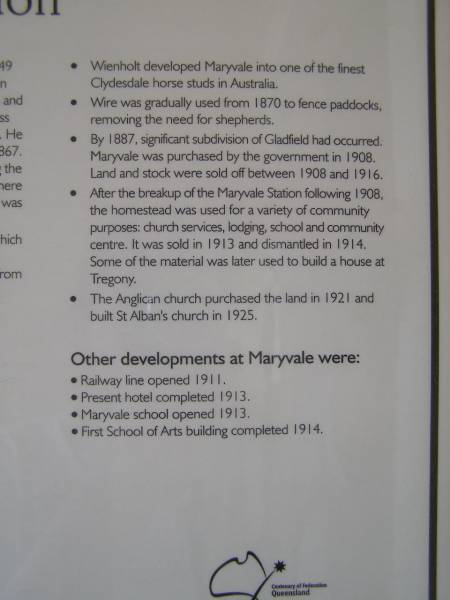 49
and
. He
867.
the
was
rom
• Wienholt developed Maryvale into one of the finest
Clydesdale horse studs in Australia.
• Wire was gradually used from 1870 to fence paddocks,
removing the need for shepherds.
• By 1887, significant subdivision of Gladfield had occurred.
Maryvale was purchased by the government in 1908.
Land and stock were sold off between 1908 and 1916.
• After the breakup of the Maryvale Station following 1908,
the homestead was used for a variety of community
purposes: church services, lodging, school and community
centre. It was sold in 1913 and dismantled in 1914.
Some of the material was later used to build a house at
Tregony.
• The Anglican church purchased the land in 1921 and
built St Alban's church in 1925.
Other developments at Maryvale were:
• Railway line opened 1911.
• Present hotel completed 1913.
• Maryvale school opened 1913.
• First School of Arts building completed 1914.
Centenary of Federation
Queensland